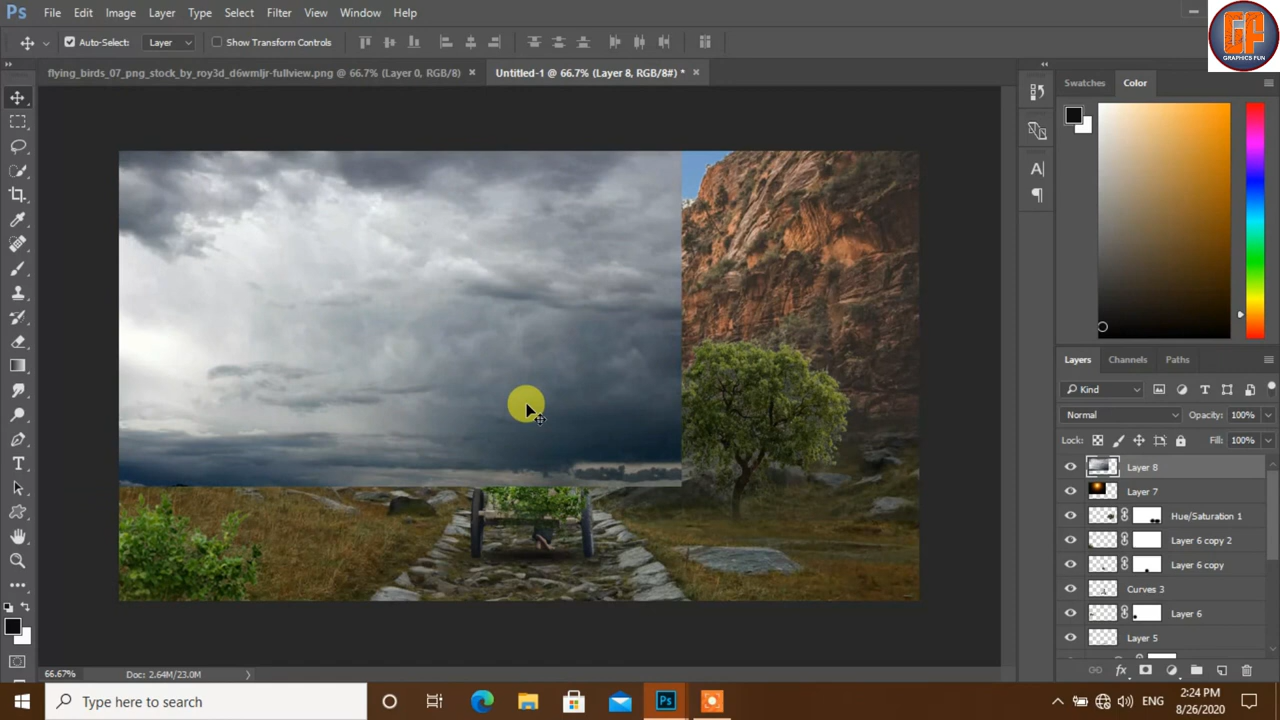 Ps File Edit Image Layer Type Select Filter View Window Help
Auto-Select: Layer Show Transform Controls
GF
GRAPHICS FUN
flying_birds_07_png_stock_by_roy3d_d6wmljr-fullview.png @ 66.7% (Layer 0, RGB/8) × Untitled-1 @ 66.7% (Layer 8, RGB/8#) * ×
Swatches Color
Layers Channels Paths
Kind
Normal Opacity: 100%
Lock: Fill: 100%
Layer 8
Layer 7
Hue/Saturation 1
Layer 6 copy 2
Layer 6 copy
Curves 3
Layer 6
Layer 5
66.67% Doc: 2.64M/23.0M
Type here to search
Ps
ENG
2:24 PM
8/26/2020